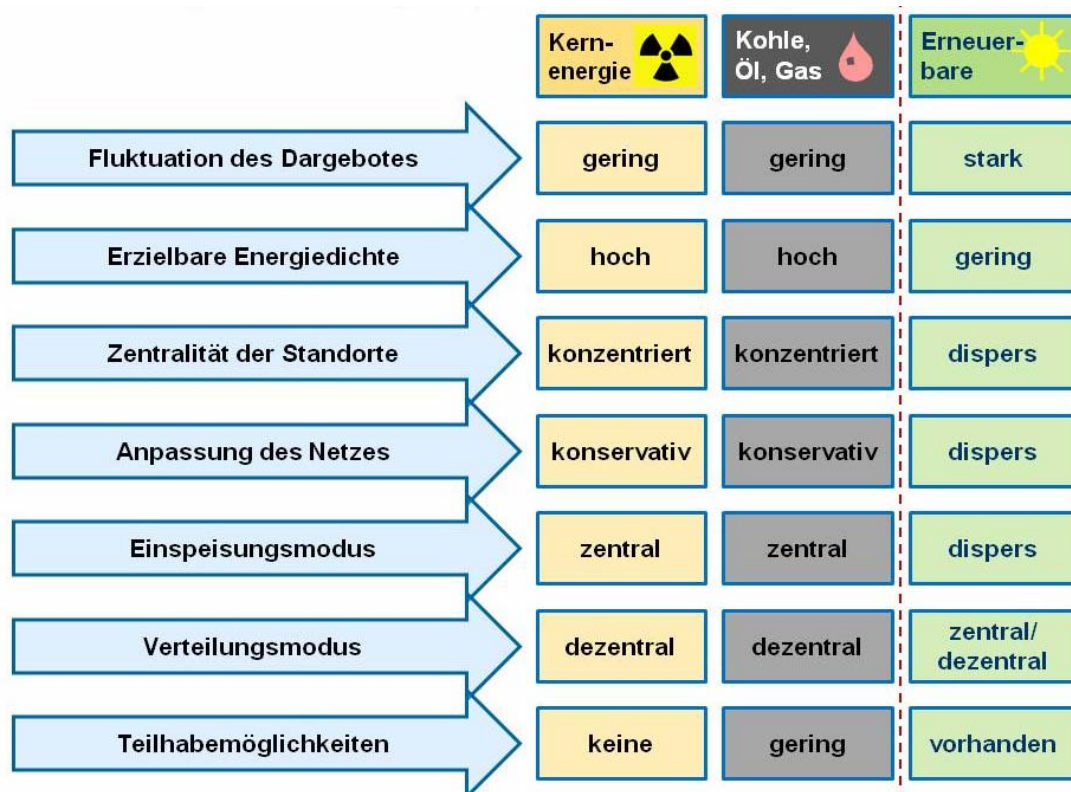 Kern-
energie
Kohle,
Öl, Gas
Erneuer-
bare
Fluktuation des Dargebotes
gering
gering
stark
Erzielbare Energiedichte
hoch
hoch
gering
Zentralität der Standorte
konzentriert
konzentriert
dispers
Anpassung des Netzes
konservativ
konservativ
dispers
Einspeisungsmodus
zentral
zentral
dispers
Verteilungsmodus
dezentral
dezentral
zentral/
dezentral
Teilhabemöglichkeiten
keine
gering
vorhanden